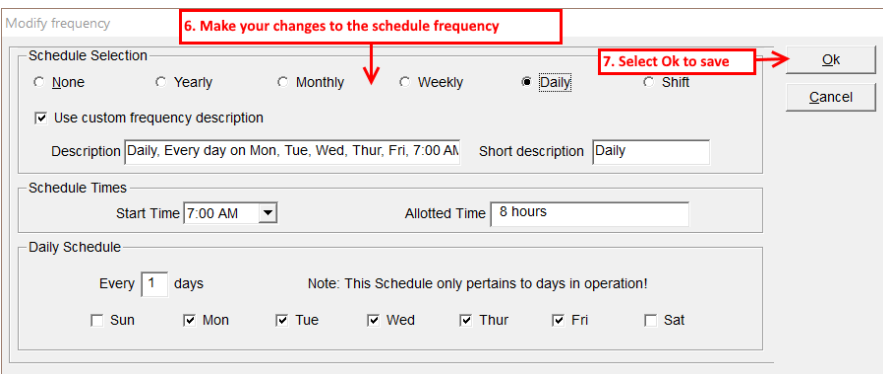 Modify frequency
6. Make your changes to the schedule frequency
Schedule Selection
None Yearly Monthly Weekly Daily Shift
7. Select Ok to save
Ok
Cancel
Use custom frequency description
Description Daily, Every day on Mon, Tue, Wed, Thur, Fri, 7:00 AM Short description Daily
Schedule Times
Start Time 7:00 AM Allotted Time 8 hours
Daily Schedule
Every 1 days Note: This Schedule only pertains to days in operation!
Sun Mon Tue Wed Thur Fri Sat